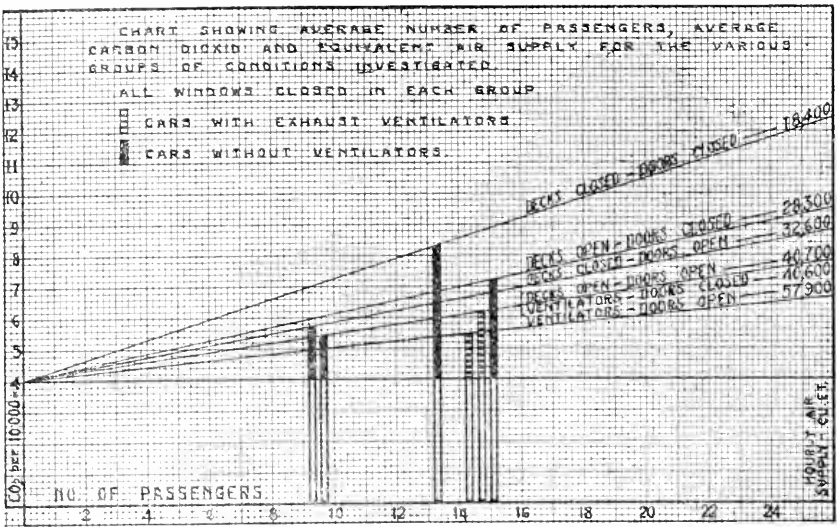 CHART SHOWING AVERAGE NUMBER OF PASSENGERS, AVERAGE
CARBON DIOXID AND EQUIVALENT AIR SUPPLY FOR THE VARIOUS
GROUPS OF CONDITIONS INVESTIGATED.
ALL WINDOWS CLOSED IN EACH GROUP
CARS WITH EXHAUST VENTILATORS
CARS WITHOUT VENTILATORS.
15
14
13
12
11
10
9
8
7
6
5
4
CO2 per 10000
DECKS CLOSED - DOORS CLOSED 18,400
DECKS OPEN - DOORS CLOSED 28,300
DECKS CLOSED - DOORS OPEN 32,600
DECKS OPEN - DOORS OPEN 40,700
VENTILATORS - DOORS CLOSED 40,600
VENTILATORS - DOORS OPEN 57,900
HOURLY AIR
SUPPLY - CU. FT.
NO. OF PASSENGERS
2 4 6 8 10 12 14 16 18 20 22 24